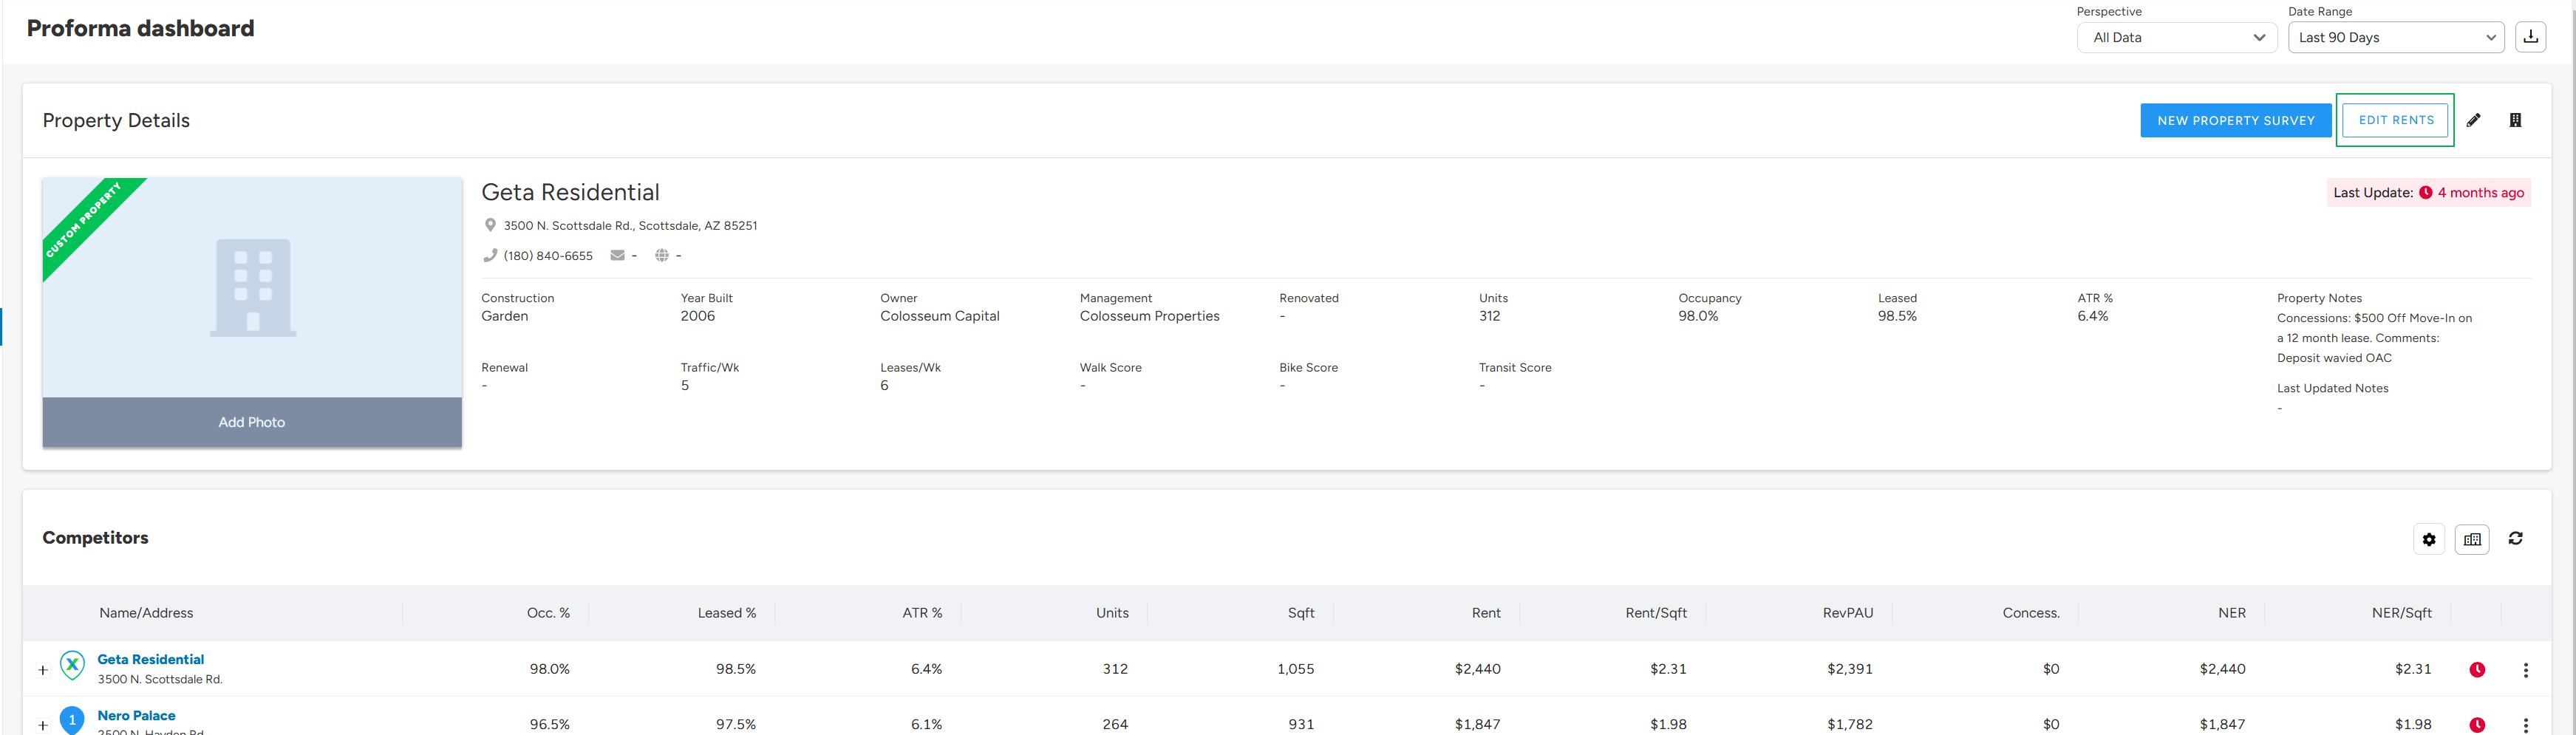 Proforma dashboard
Perspective
All Data
Date Range
Last 90 Days
Property Details
NEW PROPERTY SURVEY
EDIT RENTS
CUSTOM PROPERTY
Add Photo
Geta Residential
Last Update: 4 months ago
3500 N. Scottsdale Rd., Scottsdale, AZ 85251
(180) 840-6655 - -
Construction Year Built Owner Management Renovated Units Occupancy Leased ATR %
Garden 2006 Colosseum Capital Colosseum Properties - 312 98.0% 98.5% 6.4%
Renewal Traffic/Wk Leases/Wk Walk Score Bike Score Transit Score
- 5 6 - - -
Property Notes
Concessions: $500 Off Move-In on
a 12 month lease. Comments:
Deposit wavied OAC
Last Updated Notes
-
Competitors
Name/Address Occ. % Leased % ATR % Units Sqft Rent Rent/Sqft RevPAU Concess. NER NER/Sqft
+ X Geta Residential 98.0% 98.5% 6.4% 312 1,055 $2,440 $2.31 $2,391 $0 $2,440 $2.31
3500 N. Scottsdale Rd.
+ 1 Nero Palace 96.5% 97.5% 6.1% 264 931 $1,847 $1.98 $1,782 $0 $1,847 $1.98
2500 N. Hayden Rd.